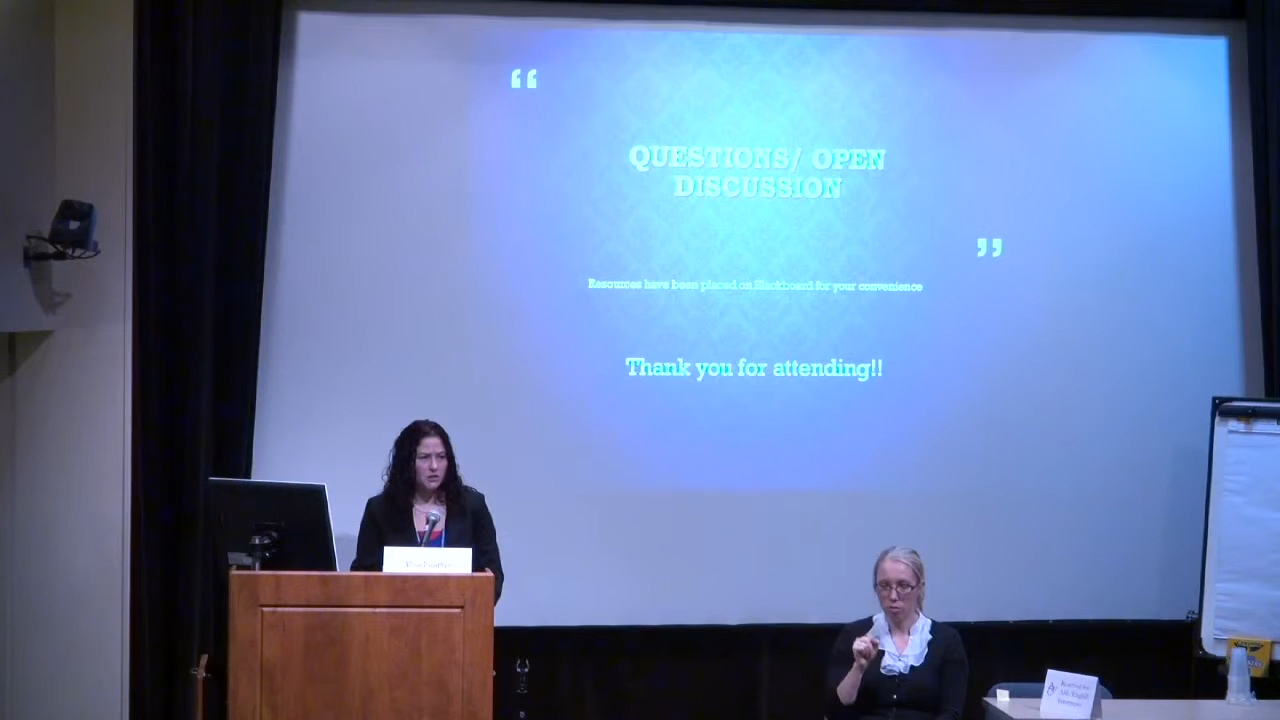 “
QUESTIONS/ OPEN
DISCUSSION
”
Resources have been placed on Blackboard for your convenience
Thank you for attending!!